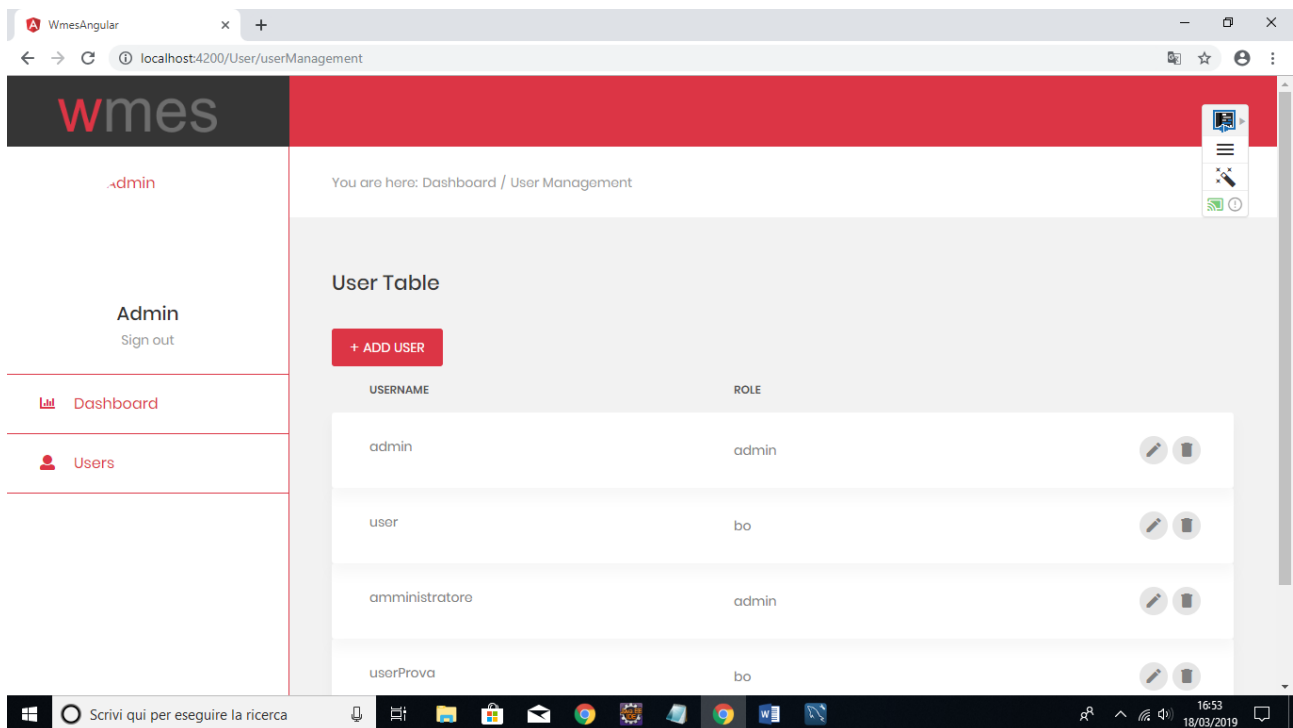 WmesAngular
localhost:4200/User/userManagement
wmes
Admin
You are here: Dashboard / User Management
User Table
Admin
Sign out
+ ADD USER
USERNAME ROLE
Dashboard
admin admin
Users
user bo
amministratore admin
userProva bo
Scrivi qui per eseguire la ricerca
16:53
18/03/2019